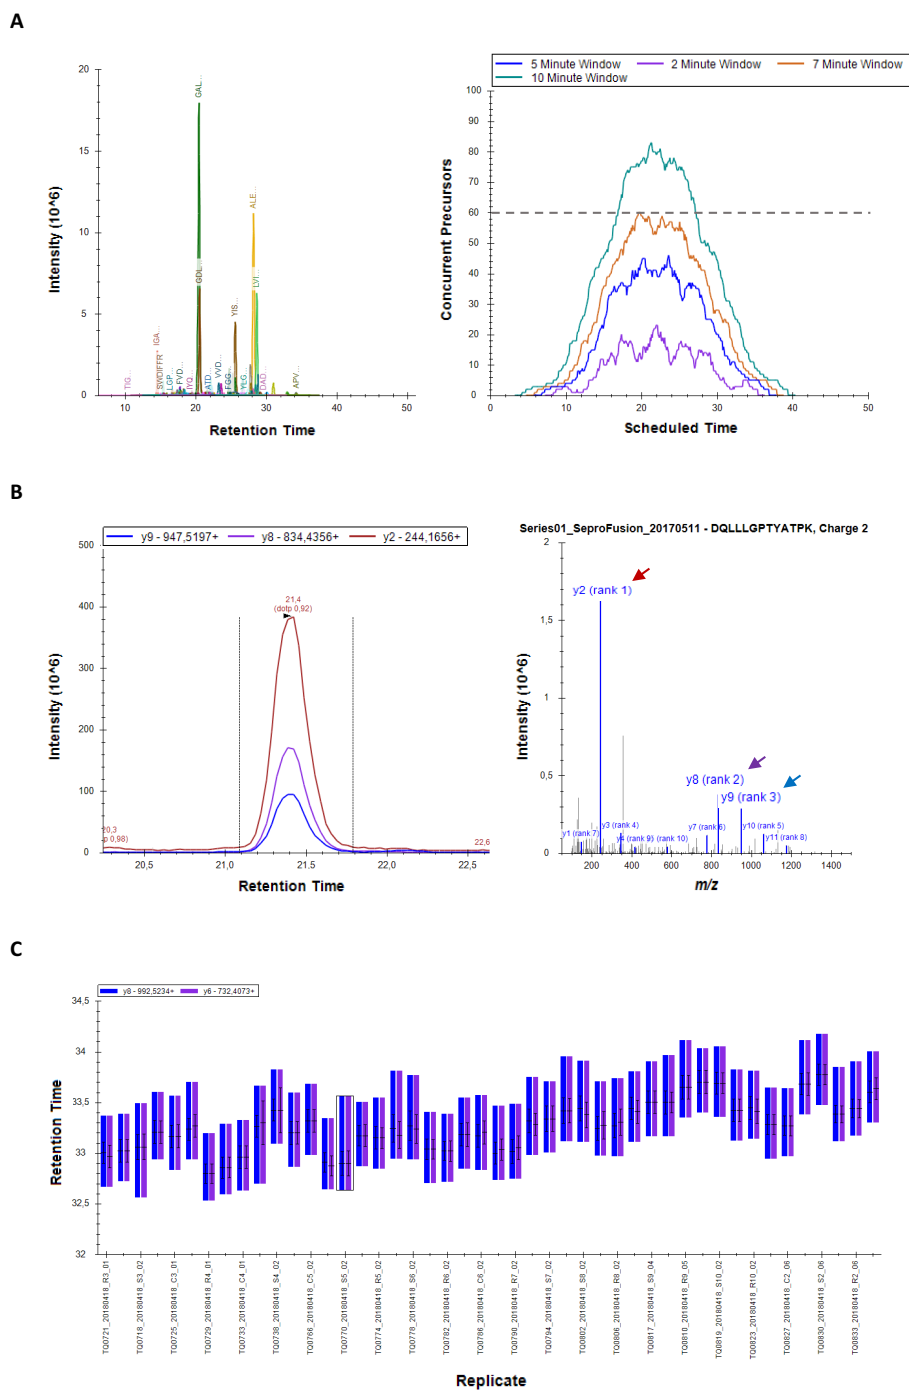 A
5 Minute Window 2 Minute Window 7 Minute Window
10 Minute Window
Intensity (10^6)
20
15
10
5
0
GAL...
ALE...
GDL...
LVI...
YIS...
IGA...
SWDIFFR
TIG...
LGP...
FVD...
IYQ...
ATD...
VVD...
YLG...
APV...
10 20 30 40 50
Retention Time
Concurrent Precursors
100
90
80
70
60
50
40
30
20
10
0
0 10 20 30 40 50
Scheduled Time
B
y9 - 947,5197+ y8 - 834,4356+ y2 - 244,1656+
Intensity (10^6)
500
400
300
200
100
0
21,4
(dotp 0,92)
20,3
p 0,98)
22,6
20,5 21,0 21,5 22,0 22,5
Retention Time
Series01_SeproFusion_20170511 - DQLLLGPTYATPK, Charge 2
Intensity (10^6)
2
1,5
1
0,5
0
y2 (rank 1)
y8 (rank 2)
y9 (rank 3)
y1 (rank 7)
y3 (rank 4)
y4 (rank 9)
(rank 10)
y7 (rank 6)
y10 (rank 5)
y11 (rank 8)
200 400 600 800 1000 1200 1400
m/z
C
y8 - 992,5234+ y6 - 732,4073+
Retention Time
34,5
34
33,5
33
32,5
32
TQ0721_20180418_R3_01
TQ0718_20180418_S3_02
TQ0725_20180418_C3_01
TQ0729_20180418_R4_01
TQ0733_20180418_C4_01
TQ0738_20180418_S4_02
TQ0766_20180418_C5_02
TQ0770_20180418_S5_02
TQ0774_20180418_R5_02
TQ0778_20180418_S6_02
TQ0782_20180418_R6_02
TQ0786_20180418_C6_02
TQ0790_20180418_R7_02
TQ0794_20180418_S7_02
TQ0802_20180418_S8_02
TQ0806_20180418_R8_02
TQ0817_20180418_S9_04
TQ0810_20180418_R9_05
TQ0819_20180418_S10_02
TQ0823_20180418_R10_02
TQ0827_20180418_C2_06
TQ0830_20180418_S2_06
TQ0833_20180418_R2_06
Replicate